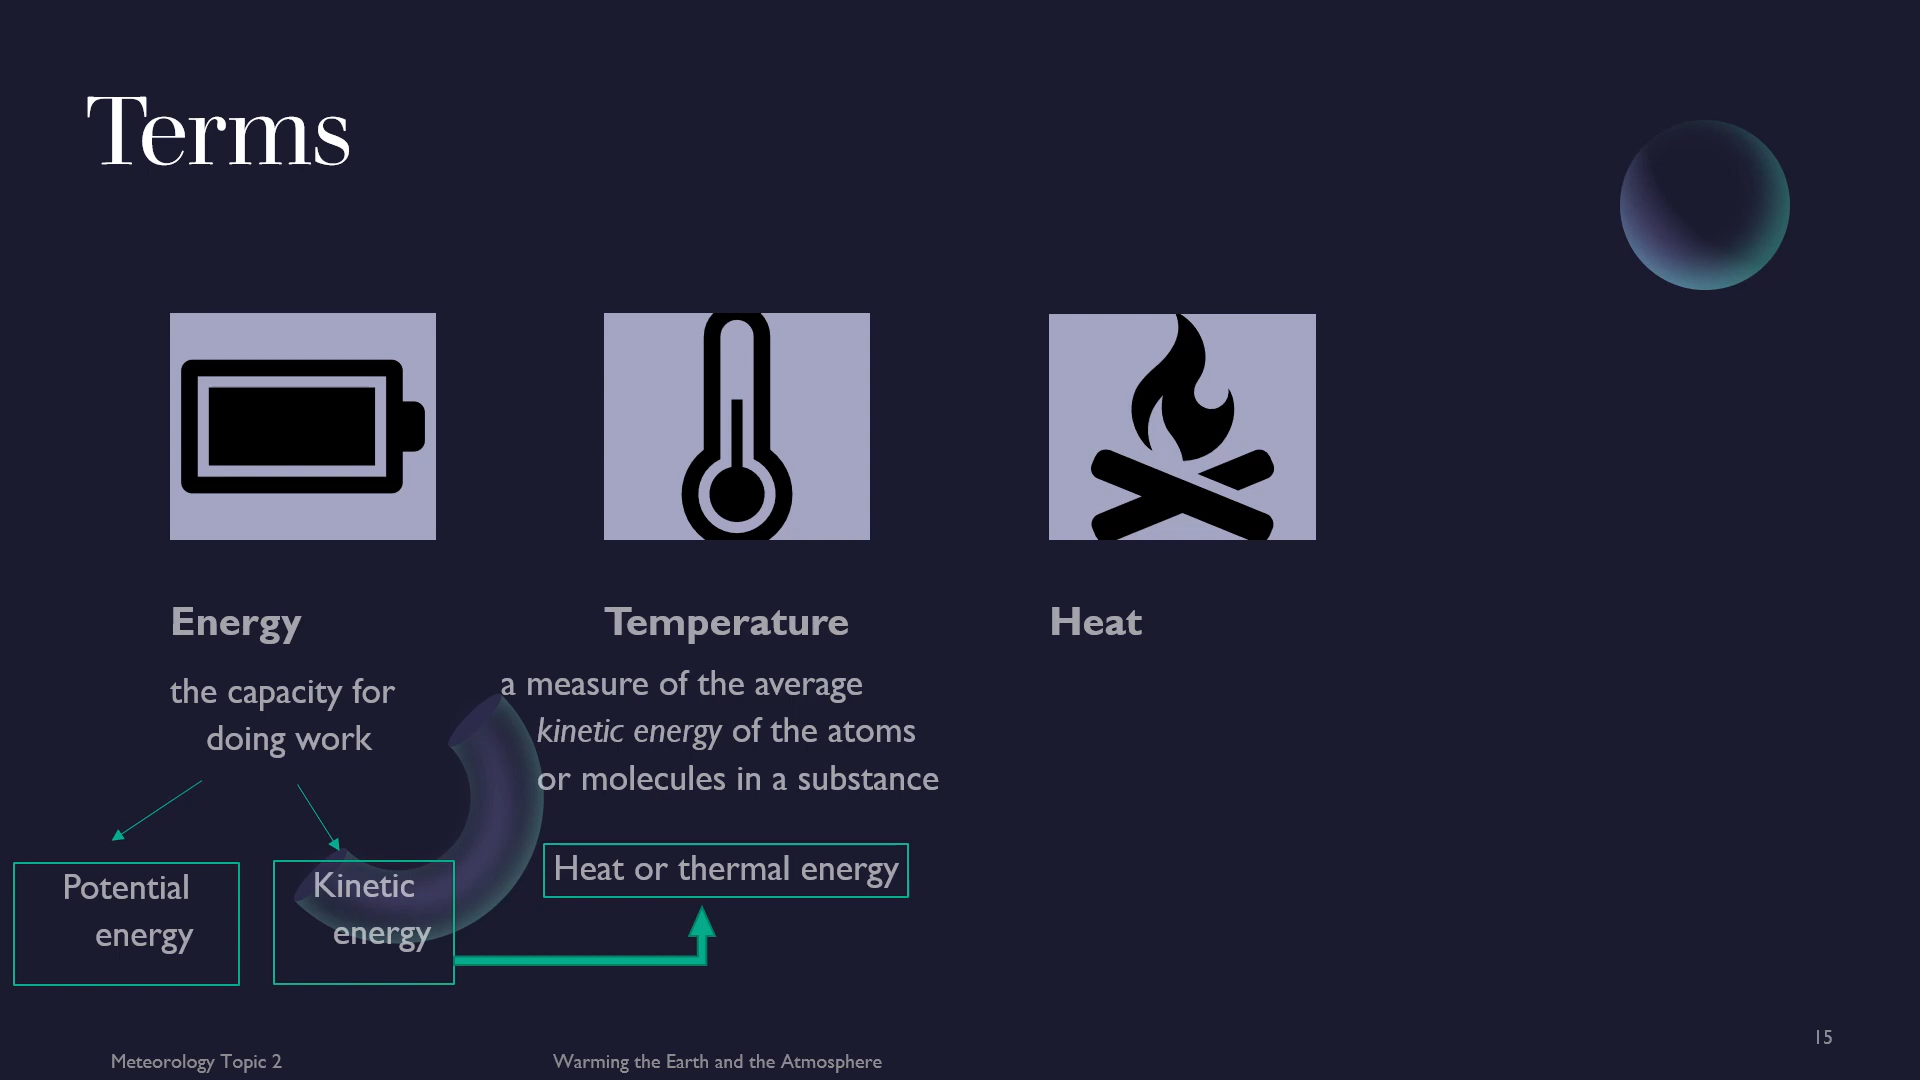 Terms
Energy
the capacity for
doing work
Potential
energy
Kinetic
energy
Temperature
a measure of the average
kinetic energy of the atoms
or molecules in a substance
Heat or thermal energy
Heat
15
Meteorology Topic 2
Warming the Earth and the Atmosphere